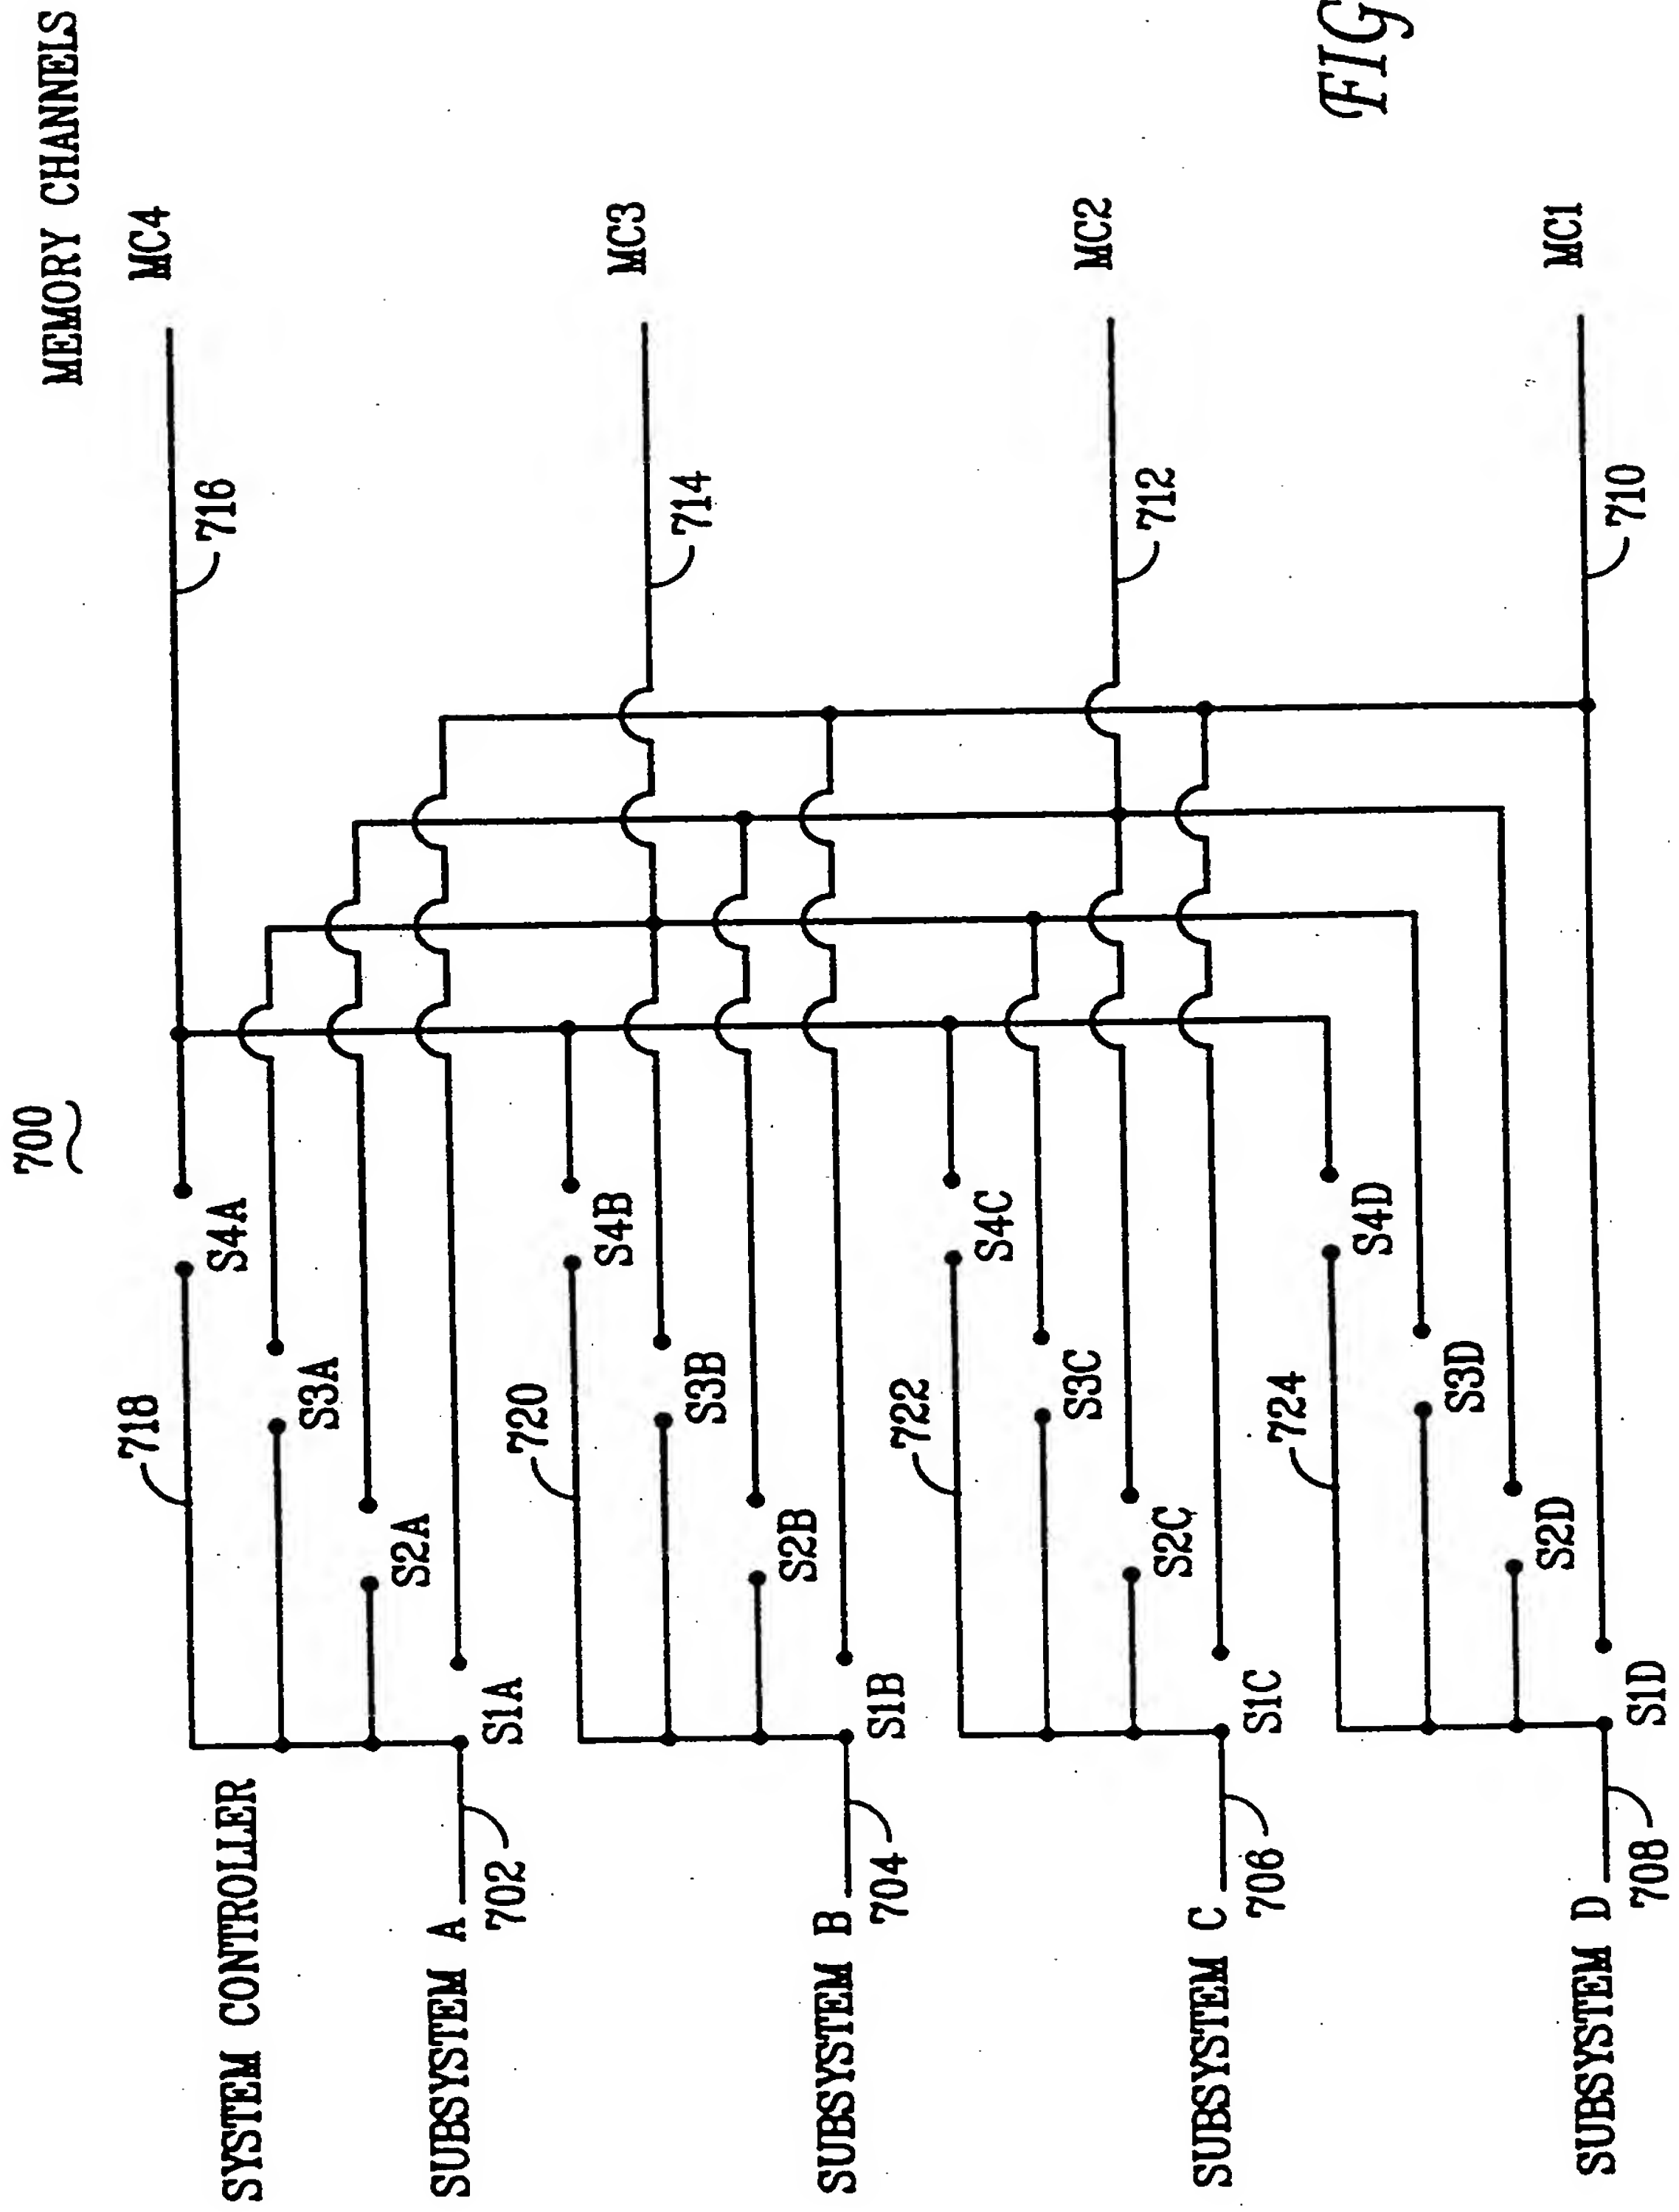 700
MEMORY CHANNELS
SYSTEM CONTROLLER
718
S4A
716
MC4
S3A
S2A
SUBSYSTEM A
702
S1A
720
S4B
714
MC3
S3B
S2B
SUBSYSTEM B
704
S1B
722
S4C
712
MC2
S3C
S2C
SUBSYSTEM C
706
S1C
724
S4D
710
MC1
S3D
S2D
SUBSYSTEM D
708
S1D
FIG